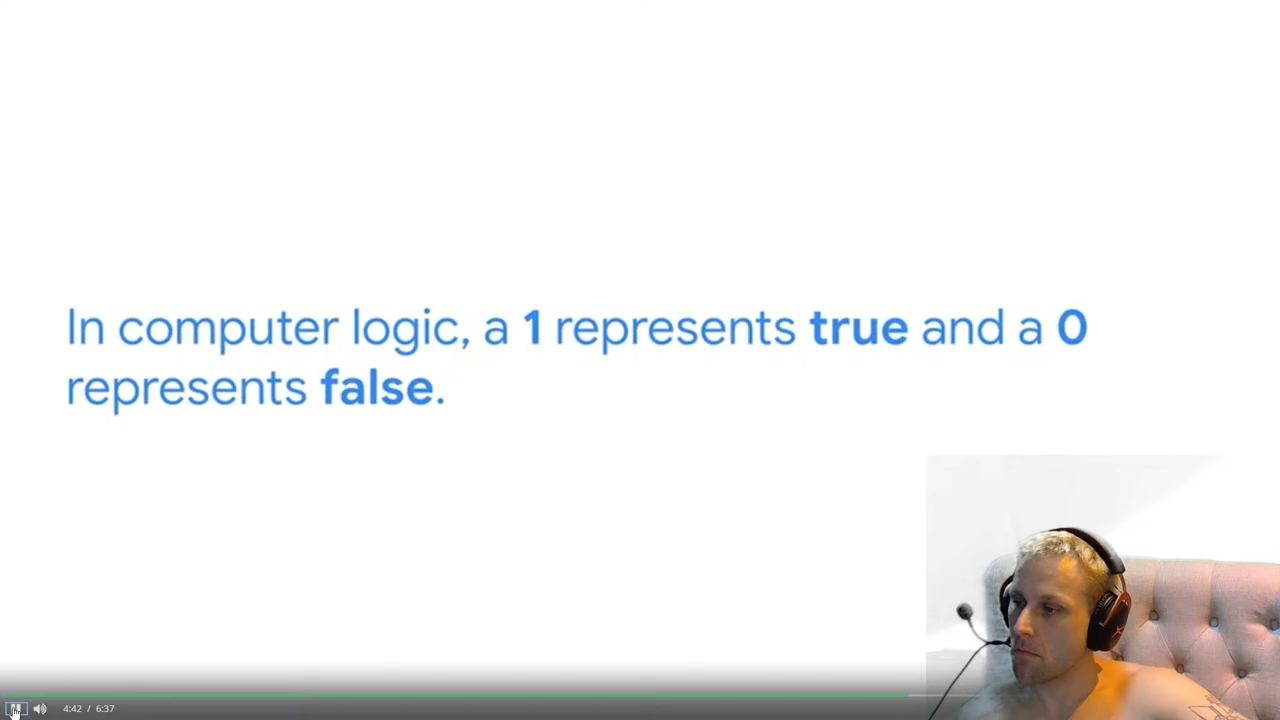 In computer logic, a 1 represents true and a 0
represents false.
4:42 / 6:37